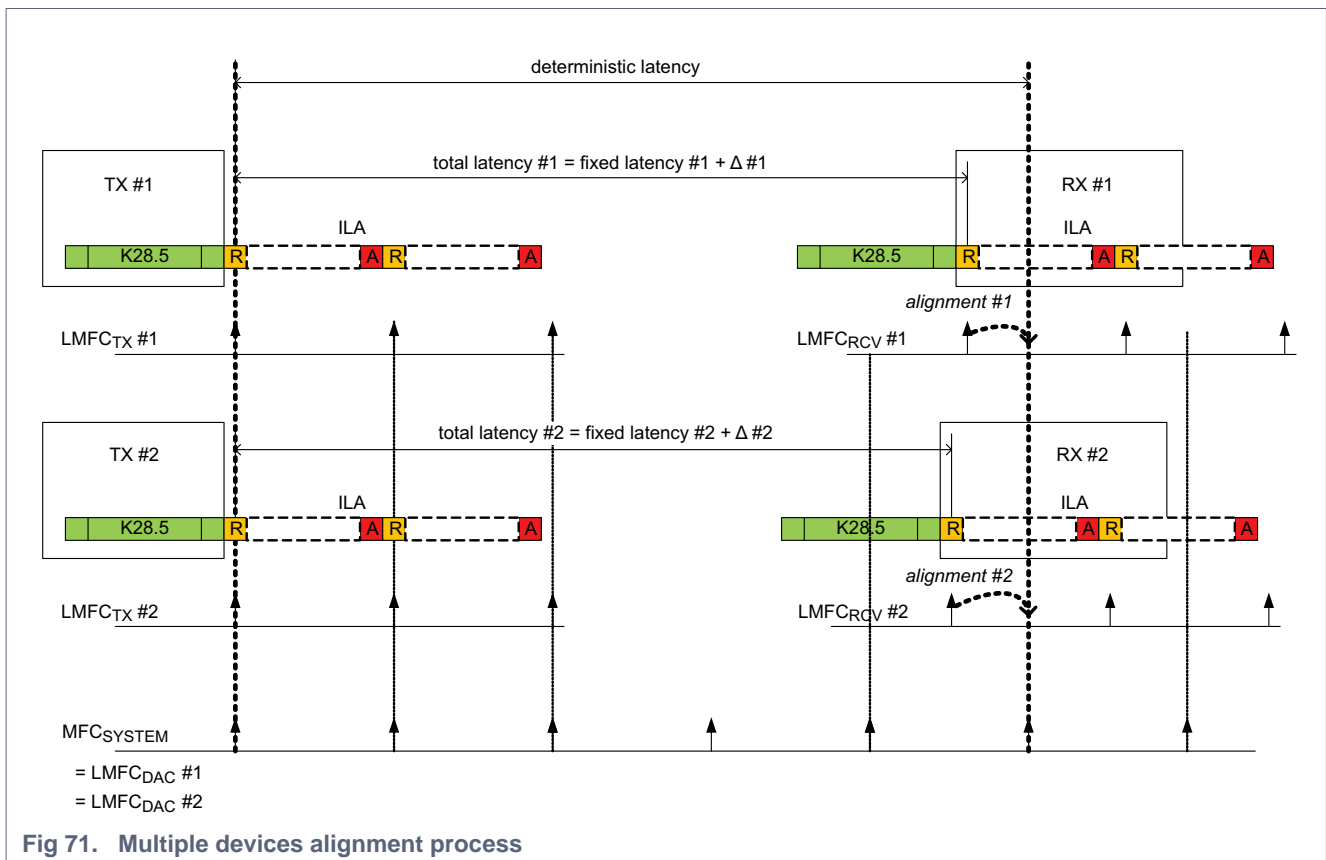 deterministic latency
total latency #1 = fixed latency #1 + Δ #1
TX #1
RX #1
ILA
ILA
K28.5
R
A
R
A
K28.5
R
A
R
A
alignment #1
LMFCTX #1
LMFCRCV #1
total latency #2 = fixed latency #2 + Δ #2
TX #2
RX #2
ILA
ILA
K28.5
R
A
R
A
K28.5
R
A
R
A
alignment #2
LMFCTX #2
LMFCRCV #2
MFCSYSTEM
= LMFCDAC #1
= LMFCDAC #2
Fig 71. Multiple devices alignment process